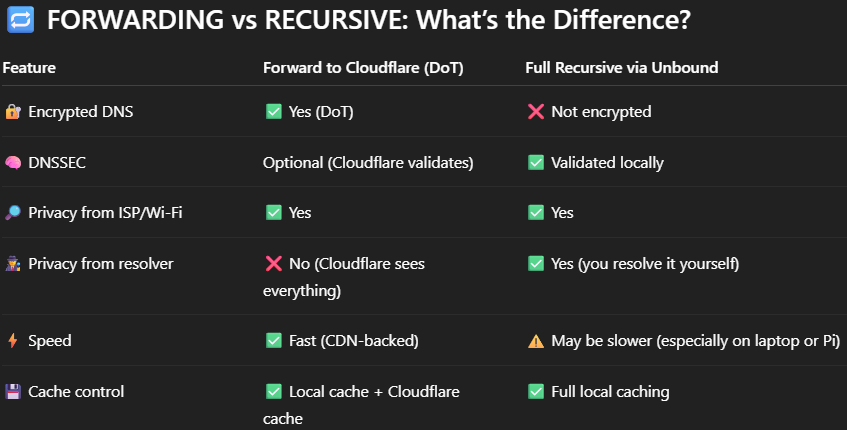 🔁 FORWARDING vs RECURSIVE: What’s the Difference?
Feature Forward to Cloudflare (DoT) Full Recursive via Unbound
🔐 Encrypted DNS ✅ Yes (DoT) ❌ Not encrypted
🧠 DNSSEC Optional (Cloudflare validates) ✅ Validated locally
🔎 Privacy from ISP/Wi-Fi ✅ Yes ✅ Yes
🕵️ Privacy from resolver ❌ No (Cloudflare sees everything) ✅ Yes (you resolve it yourself)
⚡ Speed ✅ Fast (CDN-backed) ⚠️ May be slower (especially on laptop or Pi)
💾 Cache control ✅ Local cache + Cloudflare cache ✅ Full local caching